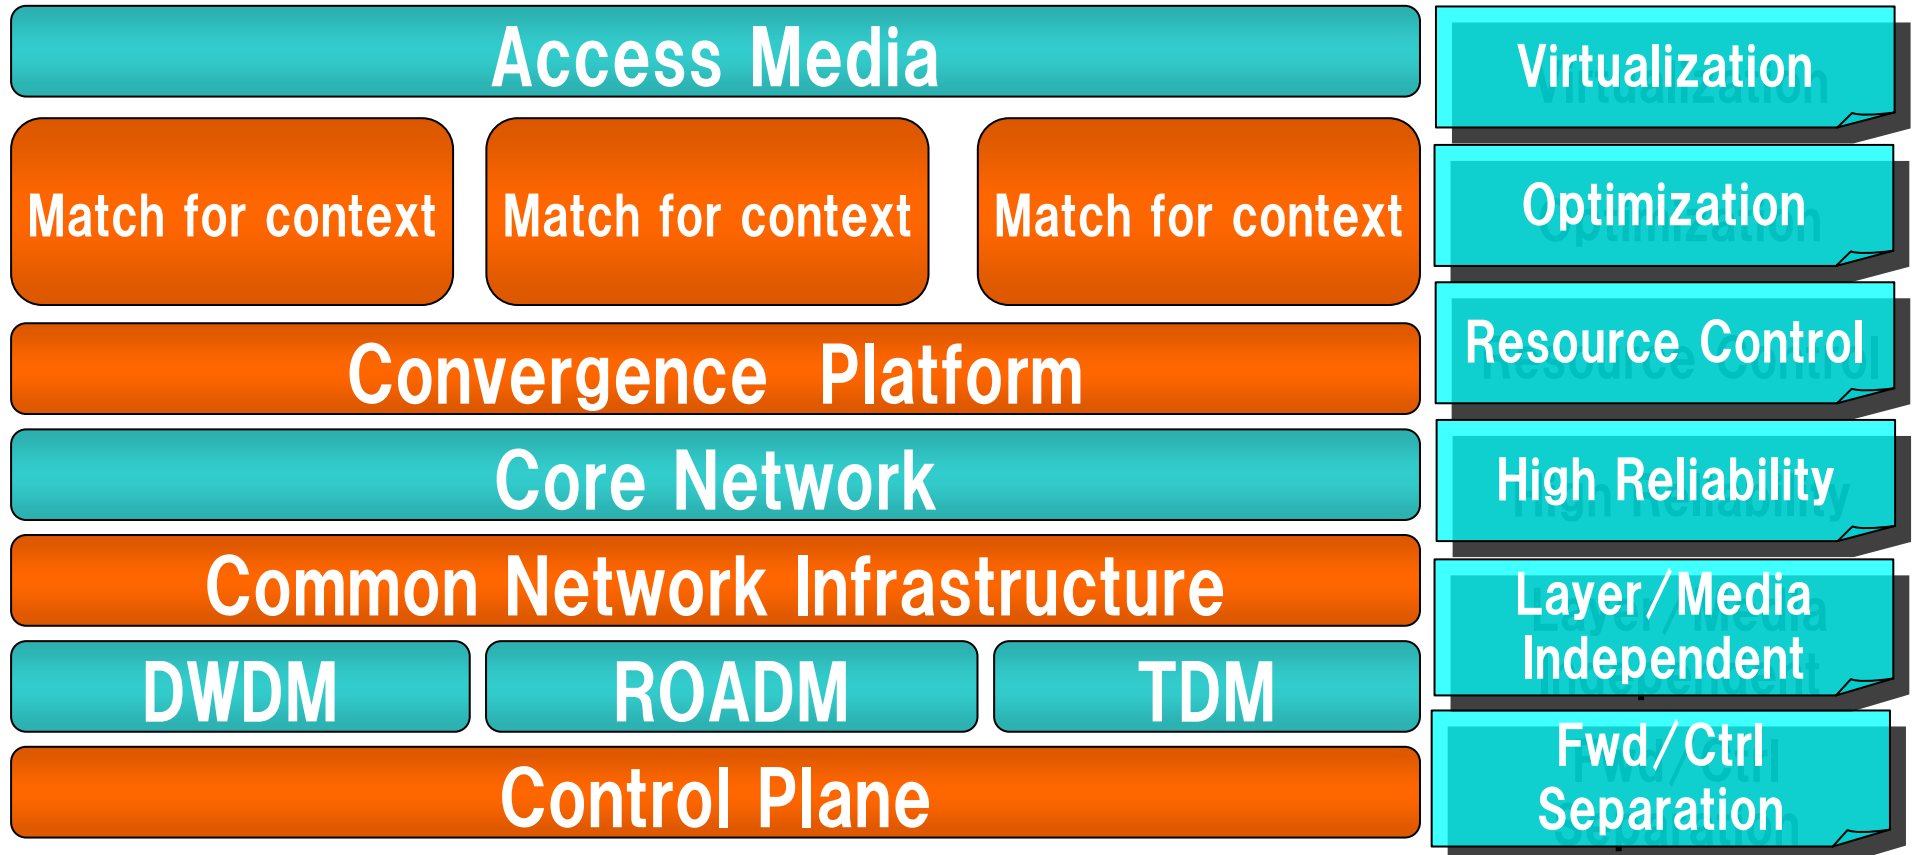 Access Media
Match for context
Match for context
Match for context
Convergence Platform
Core Network
Common Network Infrastructure
DWDM
ROADM
TDM
Control Plane
Virtualization
Optimization
Resource Control
High Reliability
Layer/Media
Independent
Fwd/Ctrl
Separation